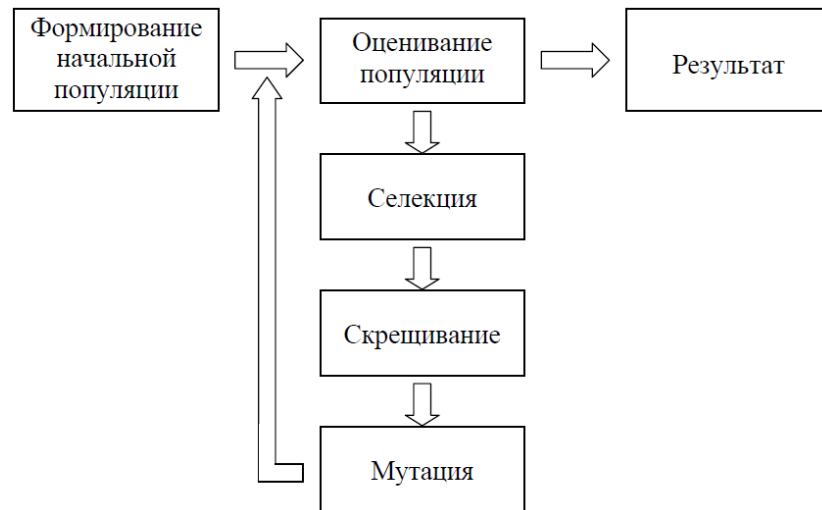 Формирование
начальной
популяции
Оценивание
популяции
Результат
Селекция
Скрещивание
Мутация